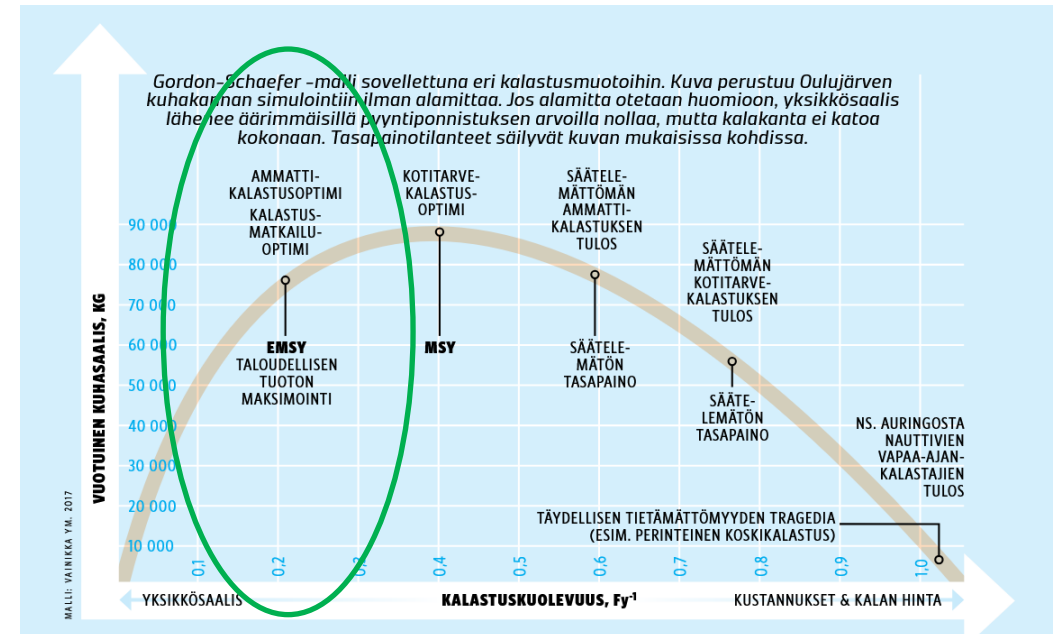 Gordon-Schaefer -malli sovellettuna eri kalastusmuotoihin. Kuva perustuu Oulujärven
kuhakannan simulointiin ilman alamittaa. Jos alamitta otetaan huomioon, yksikkösaalis
lähenee äärimmäisillä pyyntiponnistuksen arvoilla nollaa, mutta kalakanta ei katoa
kokonaan. Tasapainotilanteet säilyvät kuvan mukaisissa kohdissa.
AMMATTI-
KALASTUSOPTIMI
KALASTUS-
MATKAILU-
OPTIMI
KOTITARVE-
KALASTUS-
OPTIMI
SÄÄTELE-
MÄTTÖMÄN
AMMATTI-
KALASTUKSEN
TULOS
SÄÄTELE-
MÄTTÖMÄN
KOTITARVE-
KALASTUKSEN
TULOS
EMSY
TALOUDELLISEN
TUOTON
MAKSIMOINTI
MSY
SÄÄTELE-
MÄTÖN
TASAPAINO
SÄÄTE-
LEMÄTÖN
TASAPAINO
NS. AURINGOSTA
NAUTTIVIEN
VAPAA-AJAN-
KALASTAJIEN
TULOS
TÄYDELLISEN TIETÄMÄTTÖMYYDEN TRAGEDIA
(ESIM. PERINTEINEN KOSKIKALASTUS)
VUOTUINEN KUHASAALIS, KG
90 000
80 000
70 000
60 000
50 000
40 000
30 000
20 000
10 000
0,1
0,2
0,3
0,4
0,5
0,6
0,7
0,8
0,9
1,0
YKSIKKÖSAALIS
KALASTUSKUOLEVUUS, Fy-1
KUSTANNUKSET & KALAN HINTA
MALLI: VAINIKKA YM. 2017